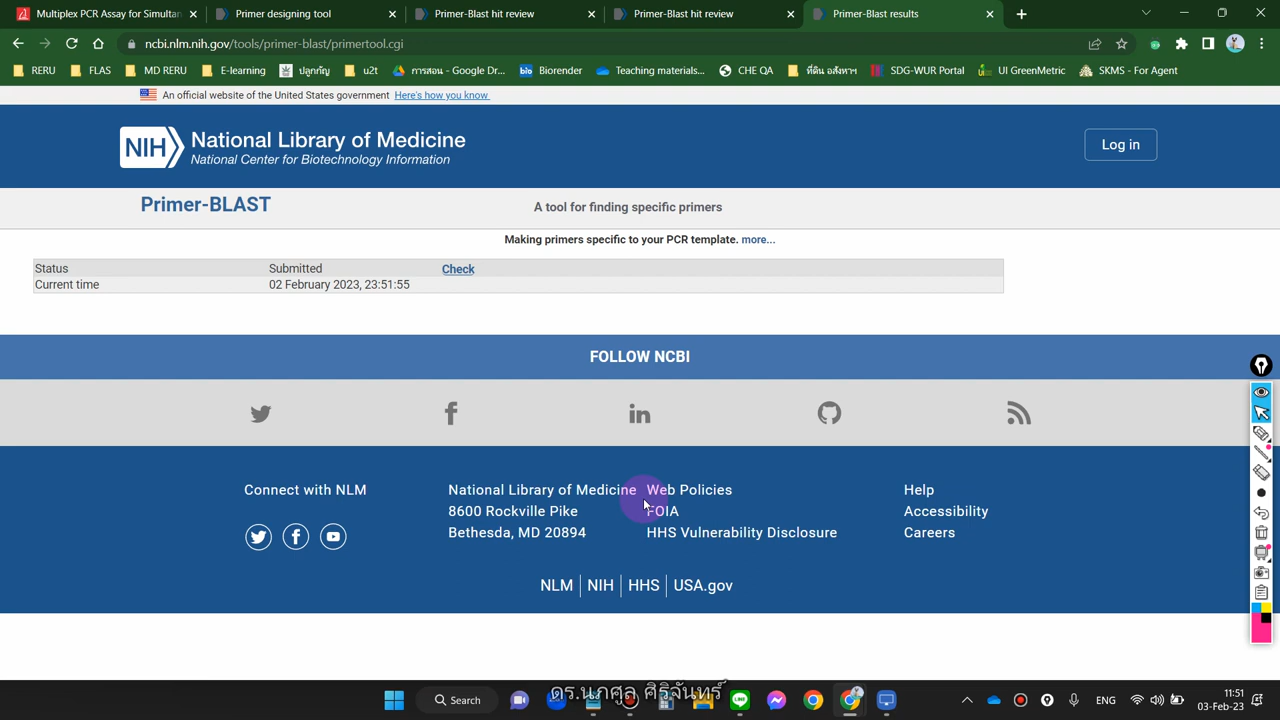 Multiplex PCR Assay for Simultan
Primer designing tool
Primer-Blast hit review
Primer-Blast hit review
Primer-Blast results
ncbi.nlm.nih.gov/tools/primer-blast/primertool.cgi
RERU
FLAS
MD RERU
E-learning
ปลูกกัญ
u2t
การสอน - Google Dr...
bio
Biorender
Teaching materials...
CHE QA
ที่ดิน อสังหาฯ
SDG-WUR Portal
UI GreenMetric
SKMS - For Agent
An official website of the United States government Here's how you know
NIH National Library of Medicine
National Center for Biotechnology Information
Log in
Primer-BLAST
A tool for finding specific primers
Making primers specific to your PCR template. more...
Status Submitted Check
Current time 02 February 2023, 23:51:55
FOLLOW NCBI
Connect with NLM
National Library of Medicine
8600 Rockville Pike
Bethesda, MD 20894
Web Policies
FOIA
HHS Vulnerability Disclosure
Help
Accessibility
Careers
NLM | NIH | HHS | USA.gov
Search
ดร.นฤศูล ศิริจันทร์
ENG
11:51
03-Feb-23